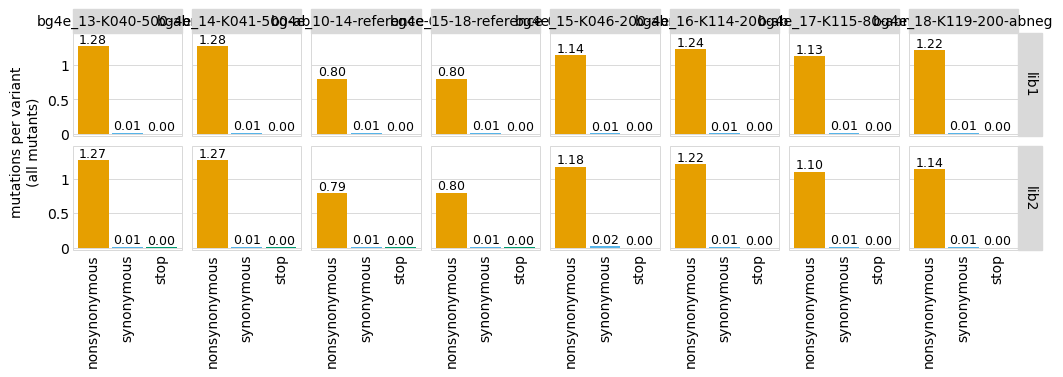 bg4e_13-K040-500 _14-K041-500 _10-14-reference 15-18-reference _15-K046-200 _16-K114-200 _17-K115-80 _18-K119-200-abneg
1.28 0.01 0.00 1.28 0.01 0.00 0.80 0.01 0.00 0.80 0.01 0.00 1.14 0.01 0.00 1.24 0.01 0.00 1.13 0.01 0.00 1.22 0.01 0.00
1
0.5
0
lib1
mutations per variant
(all mutants)
1.27 0.01 0.00 1.27 0.01 0.00 0.79 0.01 0.00 0.80 0.01 0.00 1.18 0.02 0.00 1.22 0.01 0.00 1.10 0.01 0.00 1.14 0.01 0.00
1
0.5
0
lib2
nonsynonymous synonymous stop nonsynonymous synonymous stop nonsynonymous synonymous stop nonsynonymous synonymous stop nonsynonymous synonymous stop nonsynonymous synonymous stop nonsynonymous synonymous stop nonsynonymous synonymous stop